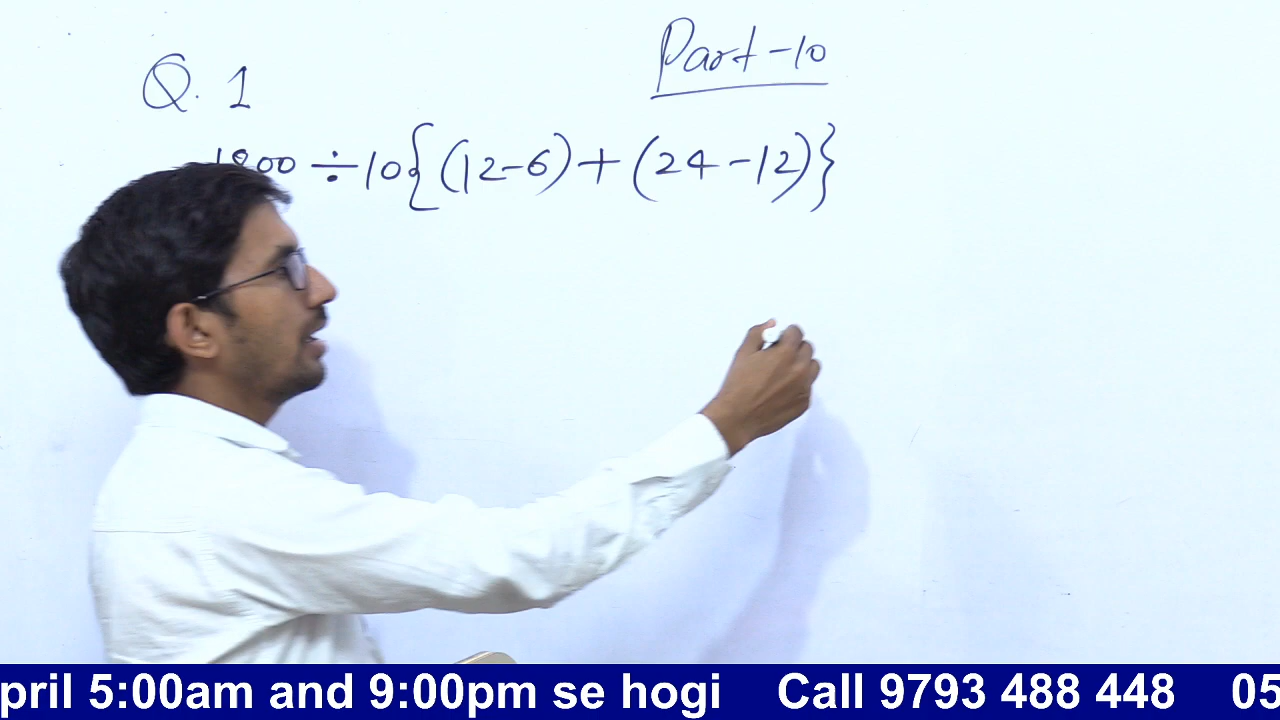 Part-10
Q. 1
1800 ÷ 10{(12-6)+(24-12)}
pril 5:00am and 9:00pm se hogi Call 9793 488 448 05